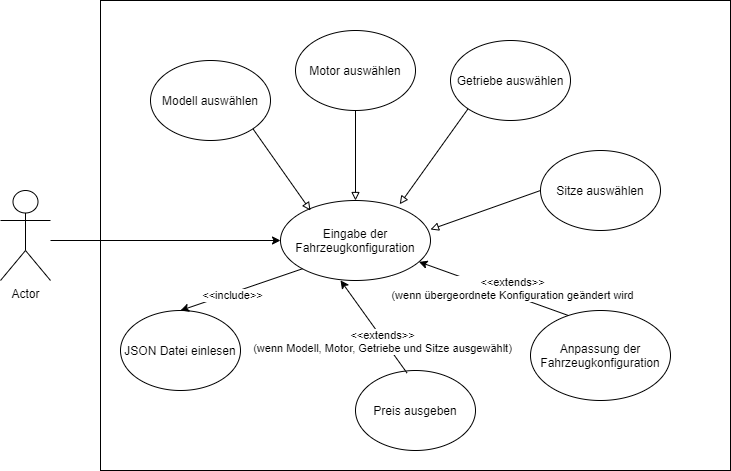 Motor auswählen
Getriebe auswählen
Modell auswählen
Sitze auswählen
Eingabe der
Fahrzeugkonfiguration
Actor
<<include>>
<<extends>>
(wenn übergeordnete Konfiguration geändert wird
<<extends>>
(wenn Modell, Motor, Getriebe und Sitze ausgewählt)
JSON Datei einlesen
Anpassung der
Fahrzeugkonfiguration
Preis ausgeben